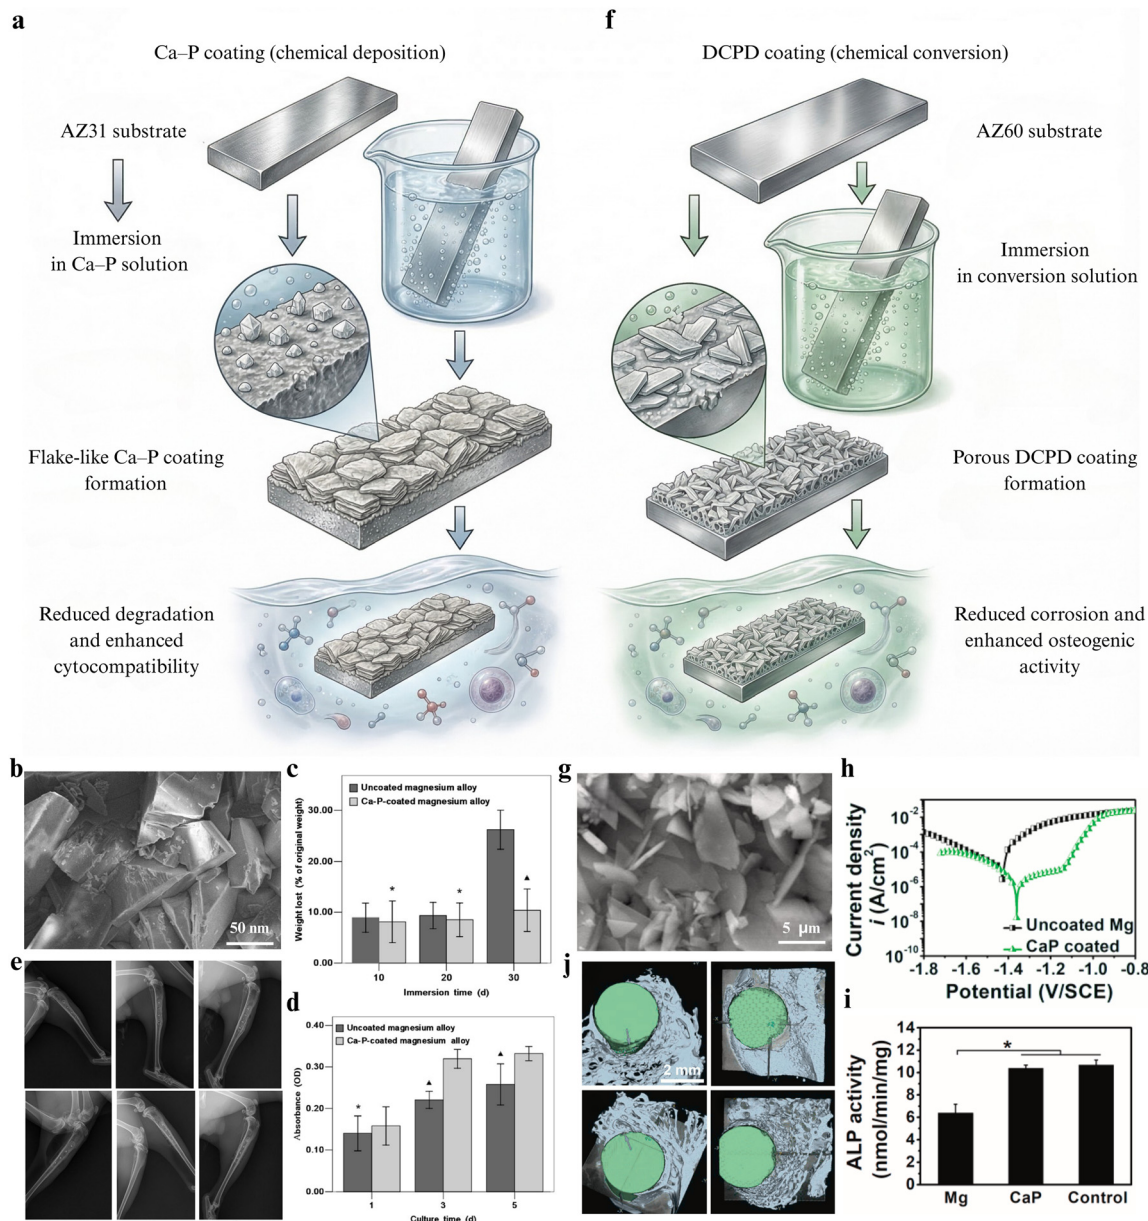 a
Ca–P coating (chemical deposition)
AZ31 substrate
Immersion
in Ca–P solution
Flake-like Ca–P coating
formation
Reduced degradation
and enhanced
cytocompatibility
f
DCPD coating (chemical conversion)
AZ60 substrate
Immersion
in conversion solution
Porous DCPD coating
formation
Reduced corrosion and
enhanced osteogenic
activity
b
50 nm
c
Uncoated magnesium alloy
Ca-P-coated magnesium alloy
Weight lost (% of original weight)
30.00
20.00
10.00
0.00
* * ▲
10 20 30
Immersion time (d)
e
d
Uncoated magnesium alloy
Ca-P-coated magnesium alloy
Absorbance (OD)
0.40
0.30
0.20
0.10
0.00
* ▲ ▲
1 3 5
Culture time (d)
g
5 µm
h
Current density
i (A/cm²)
10⁻²
10⁻⁴
10⁻⁶
10⁻⁸
10⁻¹⁰
Uncoated Mg
CaP coated
-1.8 -1.6 -1.4 -1.2 -1.0 -0.8
Potential (V/SCE)
j
2 mm
i
ALP activity
(nmol/min/mg)
14
12
10
8
6
4
2
0
*
Mg CaP Control